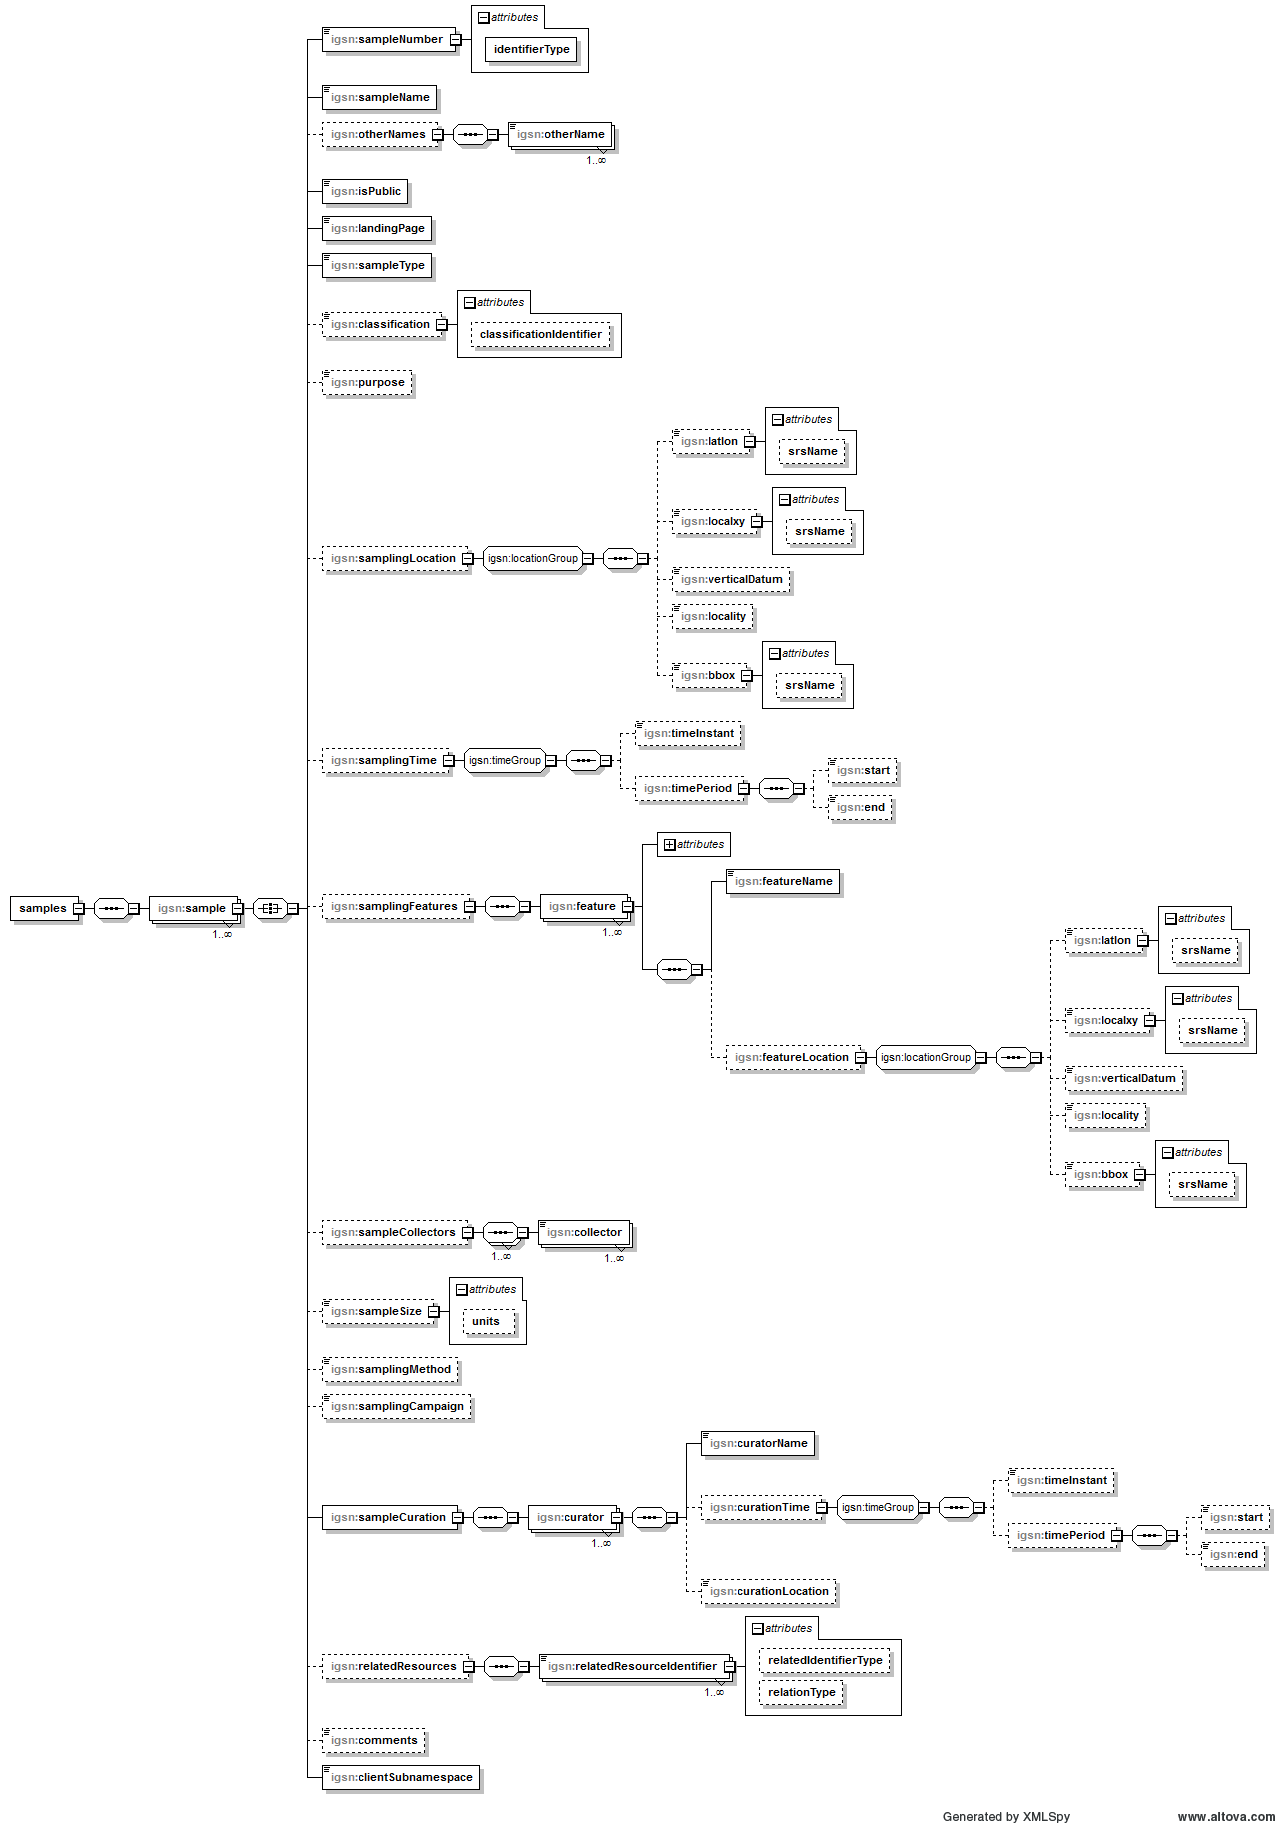 attributes
igsn:sampleNumber
identifierType
igsn:sampleName
igsn:otherNames
igsn:otherName
1..∞
igsn:isPublic
igsn:landingPage
igsn:sampleType
attributes
igsn:classification
classificationIdentifier
igsn:purpose
attributes
igsn:latlon
srsName
attributes
igsn:localxy
srsName
igsn:samplingLocation
igsn:locationGroup
igsn:verticalDatum
igsn:locality
attributes
igsn:bbox
srsName
igsn:timeInstant
igsn:samplingTime
igsn:timeGroup
igsn:start
igsn:timePeriod
igsn:end
attributes
igsn:featureName
samples
igsn:sample
1..∞
igsn:samplingFeatures
igsn:feature
1..∞
attributes
igsn:latlon
srsName
attributes
igsn:localxy
srsName
igsn:featureLocation
igsn:locationGroup
igsn:verticalDatum
igsn:locality
attributes
igsn:bbox
srsName
igsn:sampleCollectors
1..∞
igsn:collector
1..∞
attributes
igsn:sampleSize
units
igsn:samplingMethod
igsn:samplingCampaign
igsn:curatorName
igsn:timeInstant
igsn:curationTime
igsn:timeGroup
igsn:start
igsn:timePeriod
igsn:end
igsn:sampleCuration
igsn:curator
1..∞
igsn:curationLocation
attributes
igsn:relatedResources
igsn:relatedResourceIdentifier
1..∞
relatedIdentifierType
relationType
igsn:comments
igsn:clientSubnamespace
Generated by XMLSpy
www.altova.com